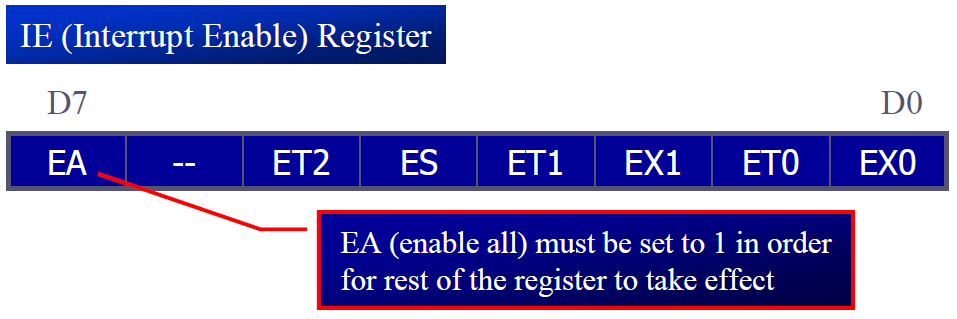 IE (Interrupt Enable) Register
D7 D0
EA -- ET2 ES ET1 EX1 ET0 EX0
EA (enable all) must be set to 1 in order
for rest of the register to take effect